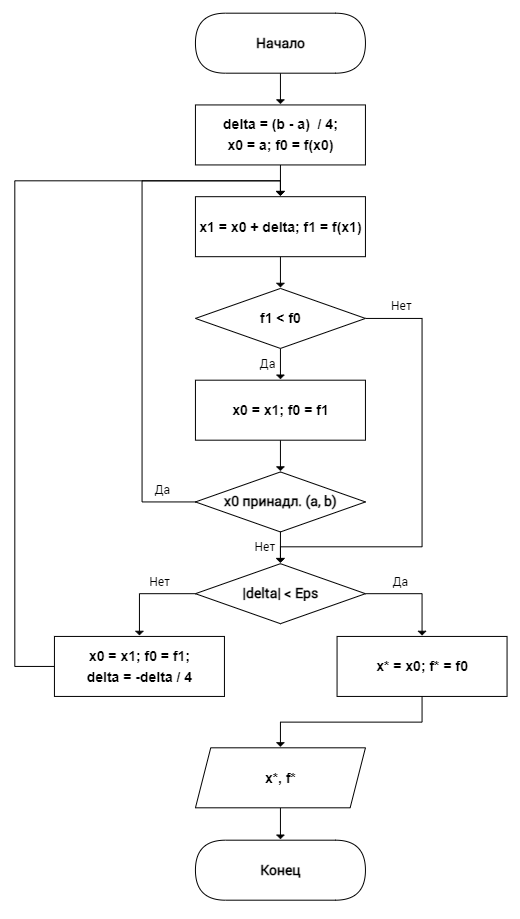 Начало
delta = (b - a) / 4;
x0 = a; f0 = f(x0)
x1 = x0 + delta; f1 = f(x1)
f1 < f0
Нет
Да
x0 = x1; f0 = f1
x0 принадл. (a, b)
Да
Нет
|delta| < Eps
Нет
Да
x0 = x1; f0 = f1;
delta = -delta / 4
x* = x0; f* = f0
x*, f*
Конец